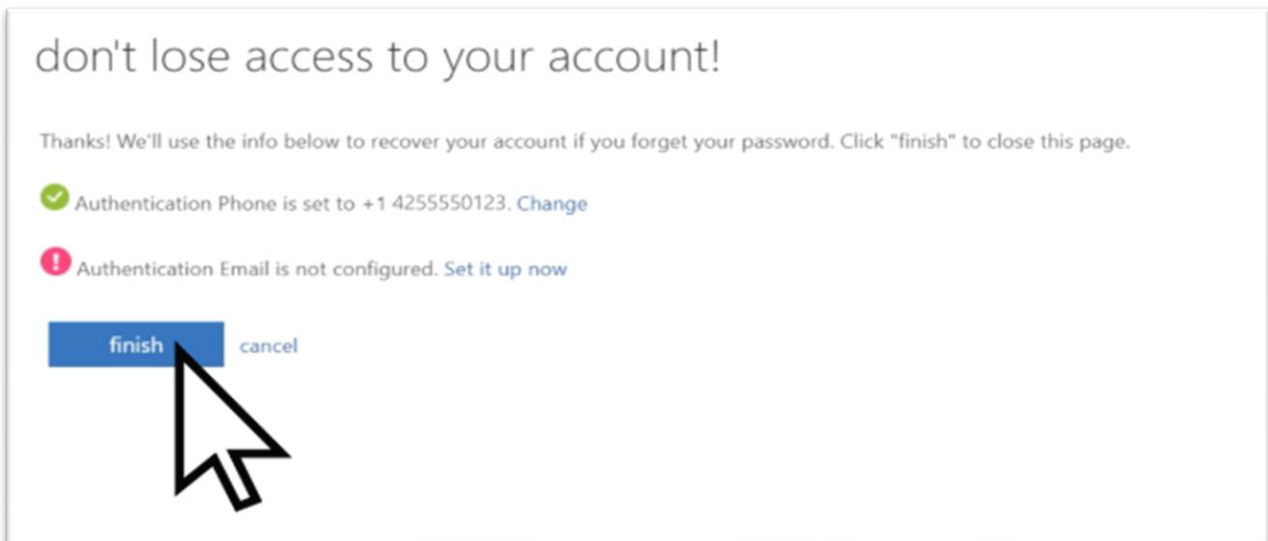 don't lose access to your account!
Thanks! We'll use the info below to recover your account if you forget your password. Click "finish" to close this page.
Authentication Phone is set to +1 4255550123. Change
Authentication Email is not configured. Set it up now
finish cancel